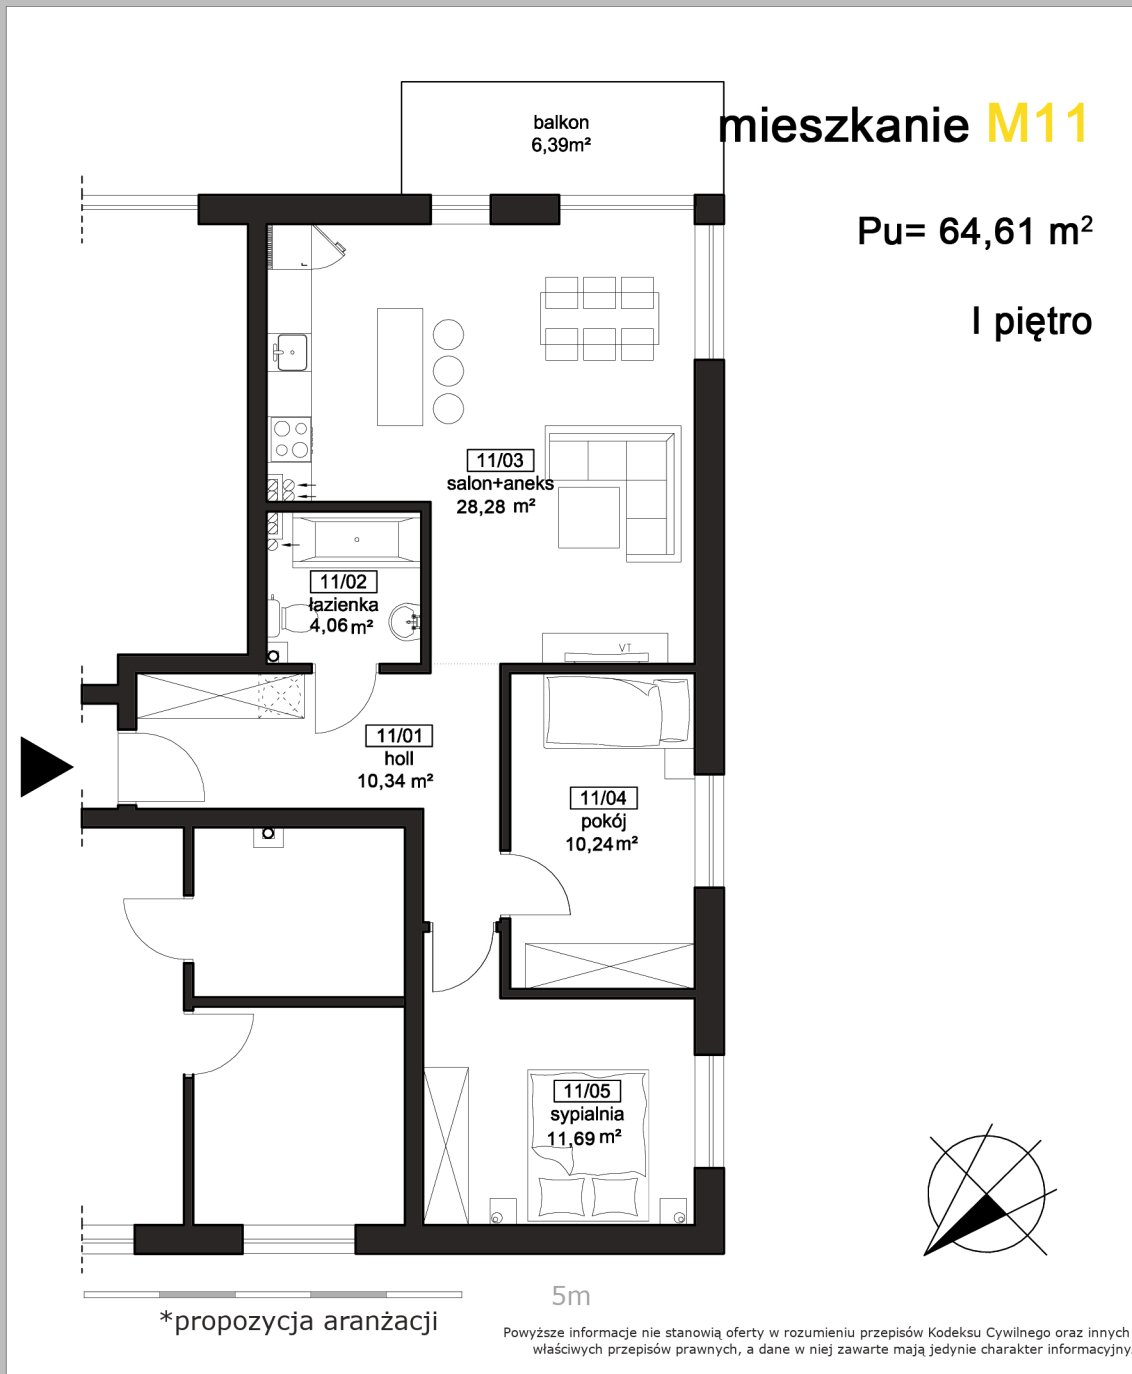 balkon
6,39m²
mieszkanie M11
Pu= 64,61 m²
I piętro
r
11/03
salon+aneks
28,28 m²
11/02
łazienka
4,06 m²
VT
11/01
holl
10,34 m²
11/04
pokój
10,24 m²
11/05
sypialnia
11,69 m²
5m
*propozycja aranżacji
Powyższe informacje nie stanowią oferty w rozumieniu przepisów Kodeksu Cywilnego oraz innych
właściwych przepisów prawnych, a dane w niej zawarte mają jedynie charakter informacyjny.